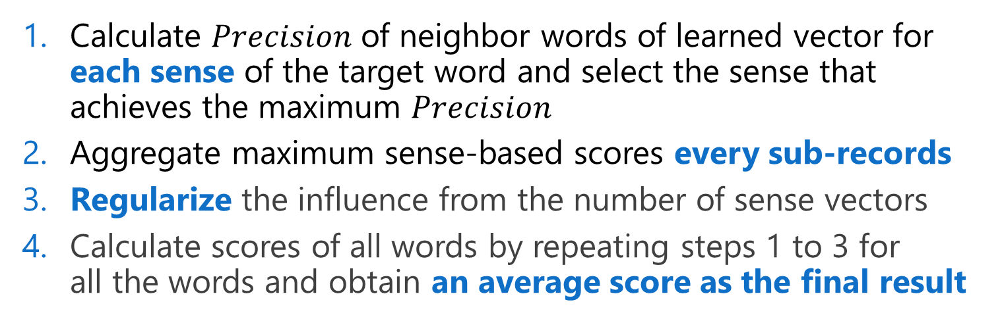 1. Calculate Precision of neighbor words of learned vector for
each sense of the target word and select the sense that
achieves the maximum Precision
2. Aggregate maximum sense-based scores every sub-records
3. Regularize the influence from the number of sense vectors
4. Calculate scores of all words by repeating steps 1 to 3 for
all the words and obtain an average score as the final result